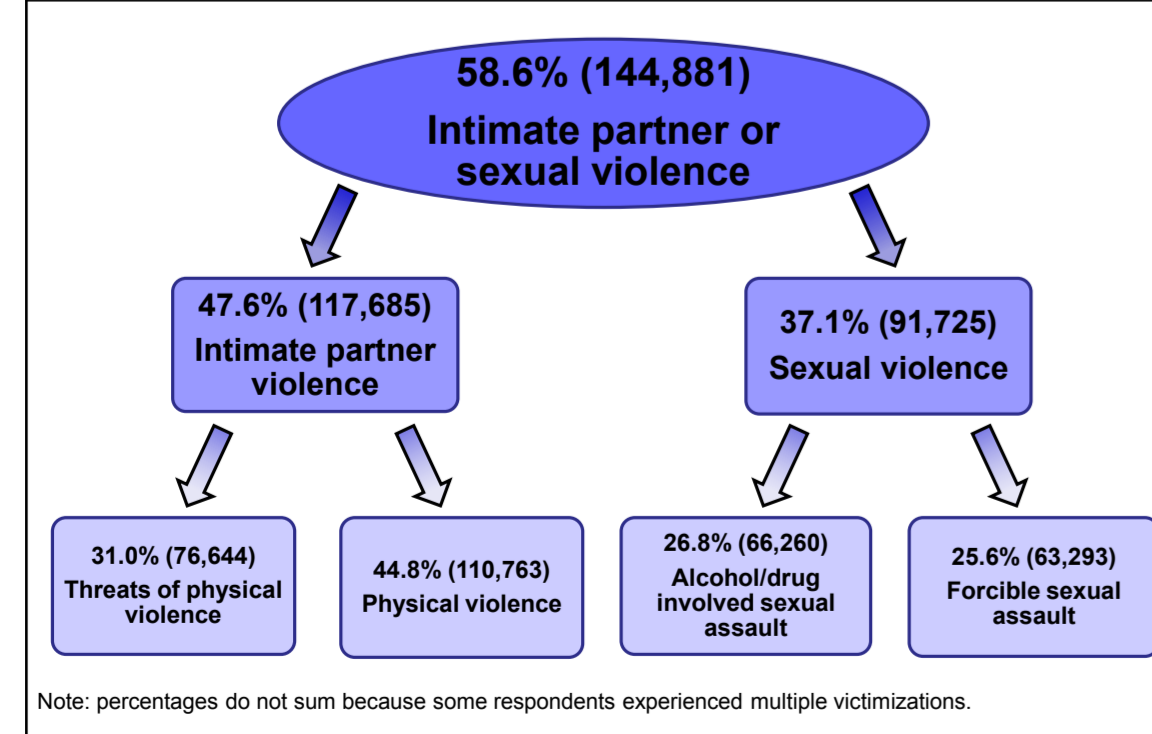 58.6% (144,881)
Intimate partner or
sexual violence
47.6% (117,685)
Intimate partner
violence
37.1% (91,725)
Sexual violence
31.0% (76,644)
Threats of physical
violence
44.8% (110,763)
Physical violence
26.8% (66,260)
Alcohol/drug
involved sexual
assault
25.6% (63,293)
Forcible sexual
assault
Note: percentages do not sum because some respondents experienced multiple victimizations.